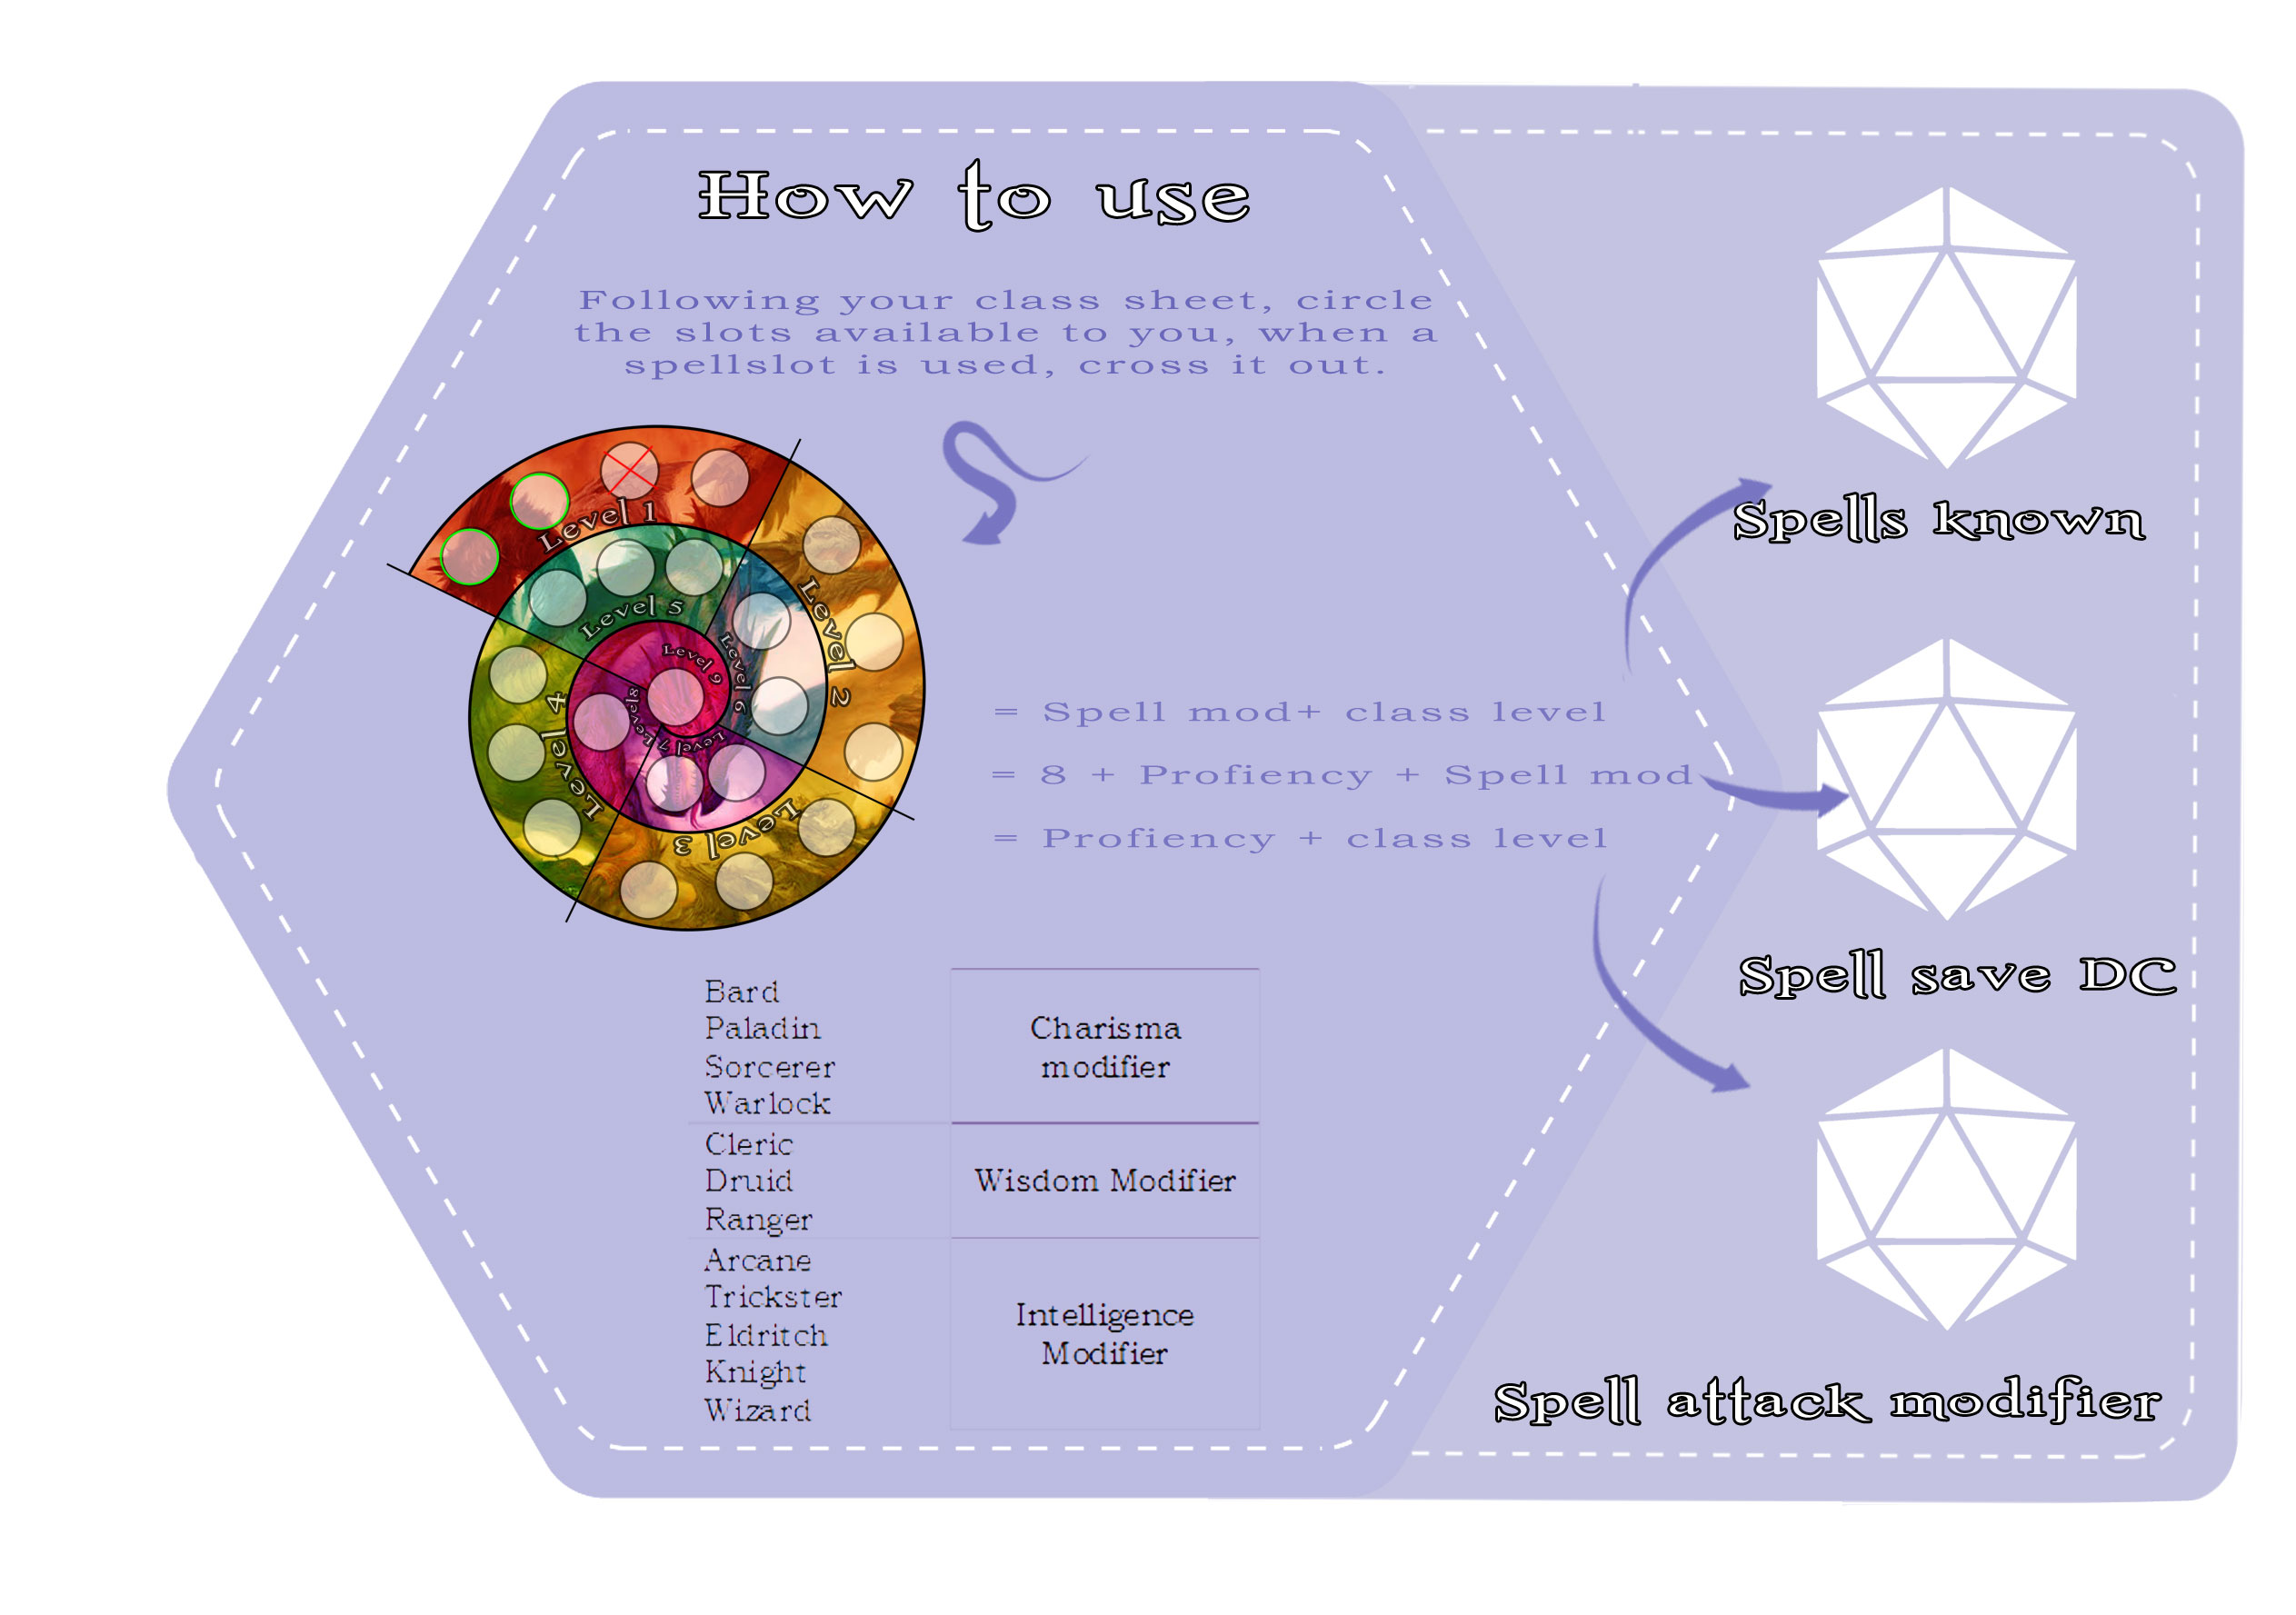 How to use
Following your class sheet, circle
the slots available to you, when a
spellslot is used, cross it out.
Level 1
Level 2
Level 3
Level 4
Level 5
Level 6
Level 7
Level 8
Level 9
= Spell mod+ class level
= 8 + Profiency + Spell mod
= Profiency + class level
Spells known
Spell save DC
Spell attack modifier
Bard
Paladin
Sorcerer
Warlock
Charisma
modifier
Cleric
Druid
Ranger
Wisdom Modifier
Arcane
Trickster
Eldritch
Knight
Wizard
Intelligence
Modifier